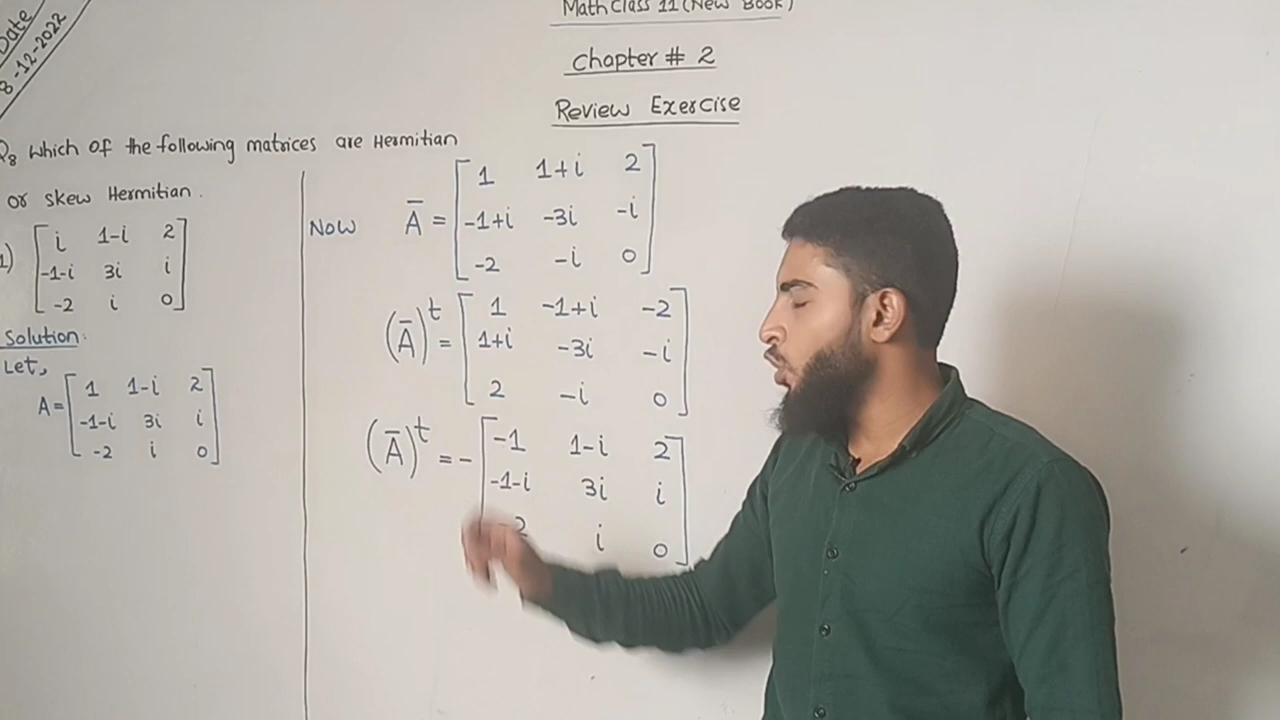 Date
8-12-2022
Math Class 11 (New Book)
Chapter # 2
Review Exercise
Q8 Which of the following matrices are Hermitian
or skew Hermitian.
1) [i 1-i 2
-1-i 3i i
-2 i 0]
Solution:
Let,
A = [1 1-i 2
-1-i 3i i
-2 i 0]
Now Ā = [1 1+i 2
-1+i -3i -i
-2 -i 0]
(Ā)ᵗ = [1 -1+i -2
1+i -3i -i
2 -i 0]
(Ā)ᵗ = - [-1 1-i 2
-1-i 3i i
2 i 0]